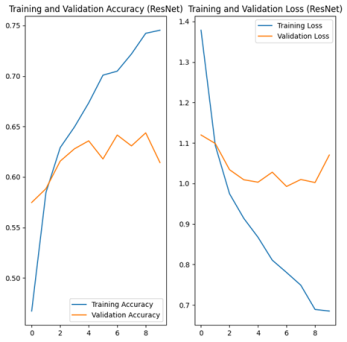 Training and Validation Accuracy (ResNet)
0.75
0.70
0.65
0.60
0.55
0.50
0 2 4 6 8
Training Accuracy
Validation Accuracy
Training and Validation Loss (ResNet)
1.4
1.3
1.2
1.1
1.0
0.9
0.8
0.7
0 2 4 6 8
Training Loss
Validation Loss